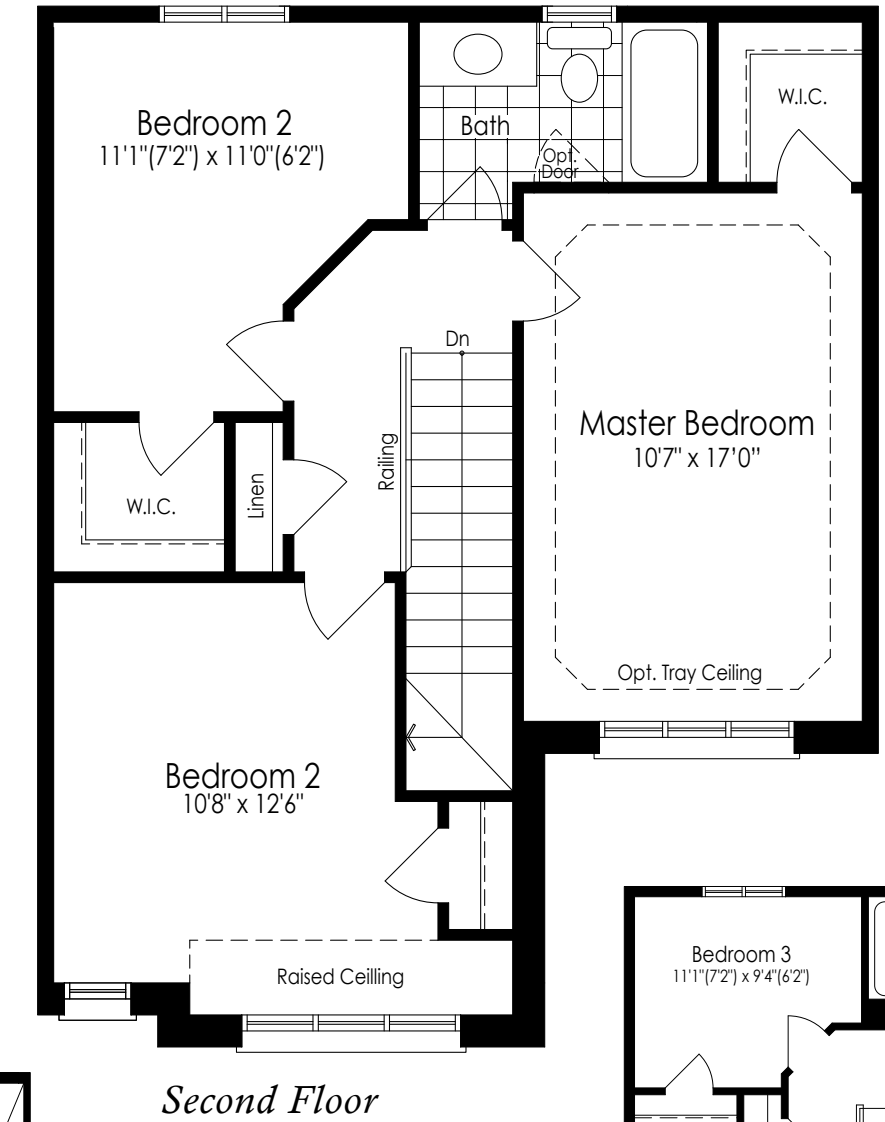 Bedroom 2
11'1"(7'2") x 11'0"(6'2")
Bath
Opt.
Door
W.I.C.
Dn
Master Bedroom
10'7" x 17'0"
Railing
Linen
W.I.C.
Opt. Tray Ceiling
Bedroom 2
10'8" x 12'6"
Raised Ceilling
Bedroom 3
11'1"(7'2") x 9'4"(6'2")
Second Floor